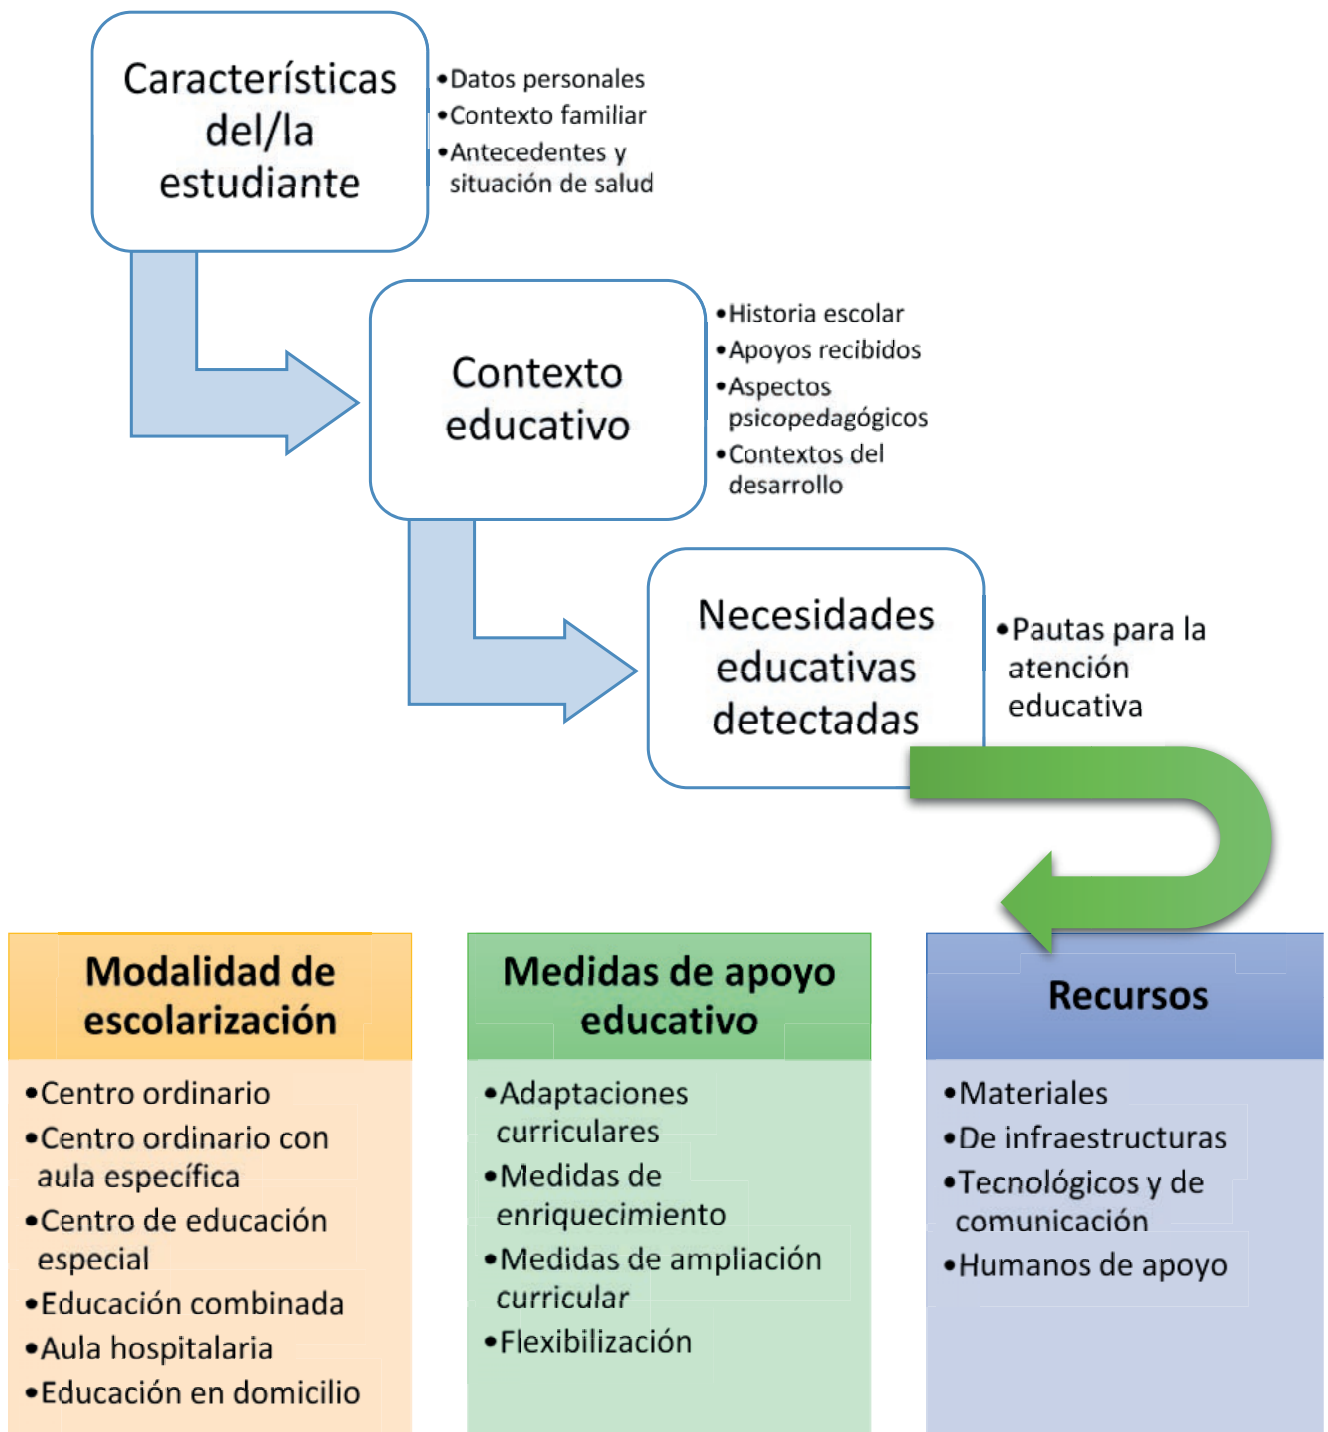 Características
del/la
estudiante
•Datos personales
•Contexto familiar
•Antecedentes y
situación de salud
Contexto
educativo
•Historia escolar
•Apoyos recibidos
•Aspectos
psicopedagógicos
•Contextos del
desarrollo
Necesidades
educativas
detectadas
•Pautas para la
atención
educativa
Modalidad de
escolarización
•Centro ordinario
•Centro ordinario con
aula específica
•Centro de educación
especial
•Educación combinada
•Aula hospitalaria
•Educación en domicilio
Medidas de apoyo
educativo
•Adaptaciones
curriculares
•Medidas de
enriquecimiento
•Medidas de ampliación
curricular
•Flexibilización
Recursos
•Materiales
•De infraestructuras
•Tecnológicos y de
comunicación
•Humanos de apoyo